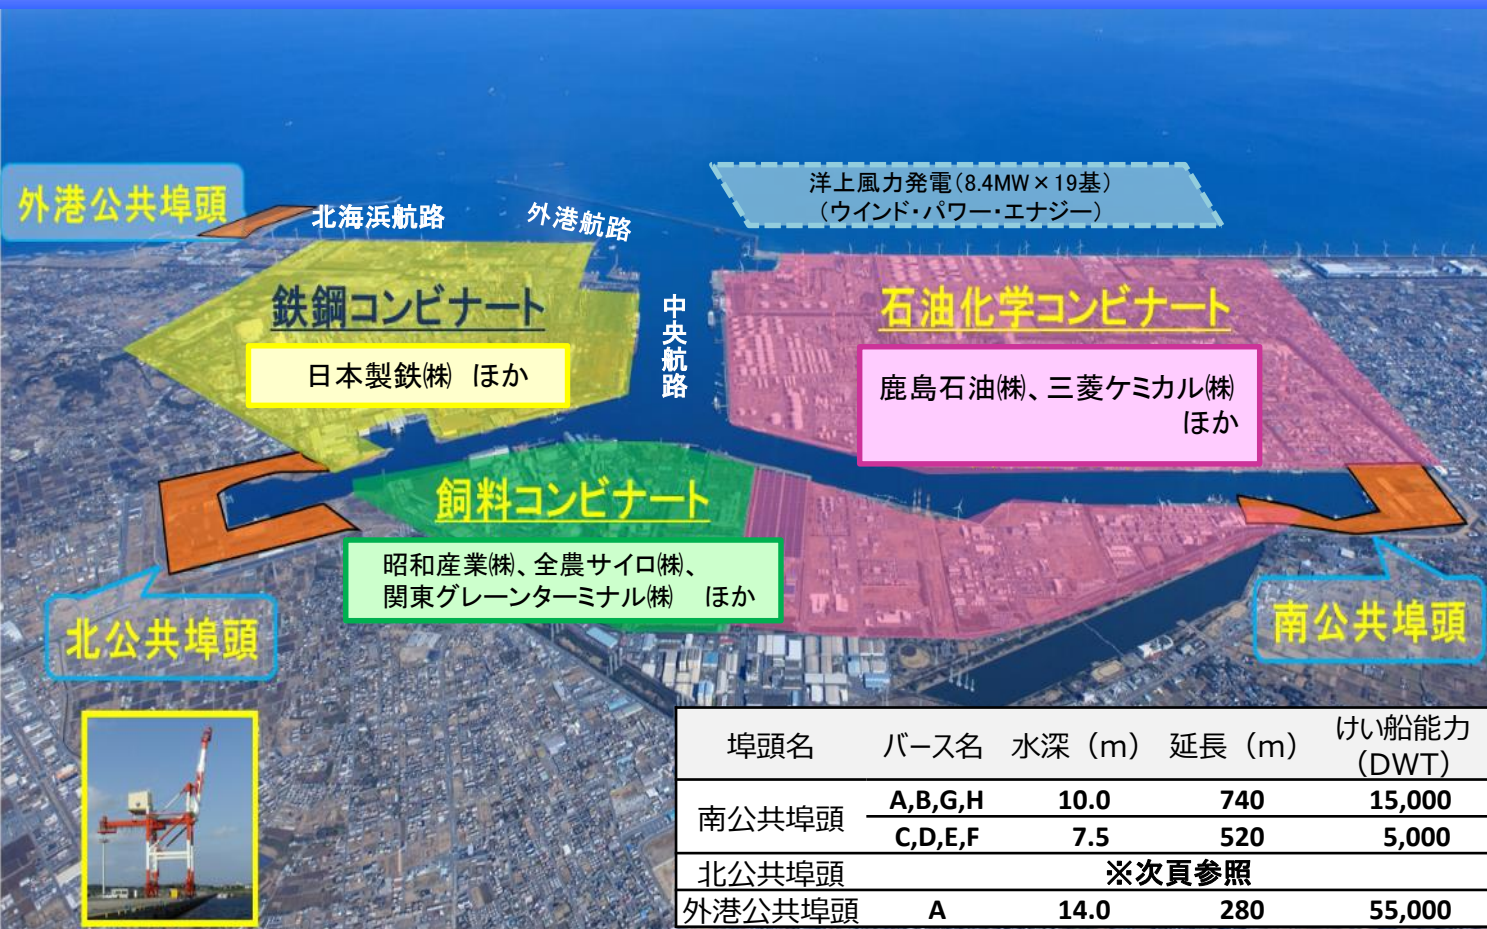 外港公共埠頭
北海浜航路
外港航路
洋上風力発電(8.4MW×19基)
(ウインド・パワー・エナジー)
鉄鋼コンビナート
日本製鉄㈱ ほか
中央航路
石油化学コンビナート
鹿島石油㈱、三菱ケミカル㈱
ほか
飼料コンビナート
昭和産業㈱、全農サイロ㈱、
関東グレーンターミナル㈱ ほか
北公共埠頭
南公共埠頭
埠頭名 バース名 水深(m) 延長(m) けい船能力
(DWT)
南公共埠頭 A,B,G,H 10.0 740 15,000
C,D,E,F 7.5 520 5,000
北公共埠頭 ※次頁参照
外港公共埠頭 A 14.0 280 55,000